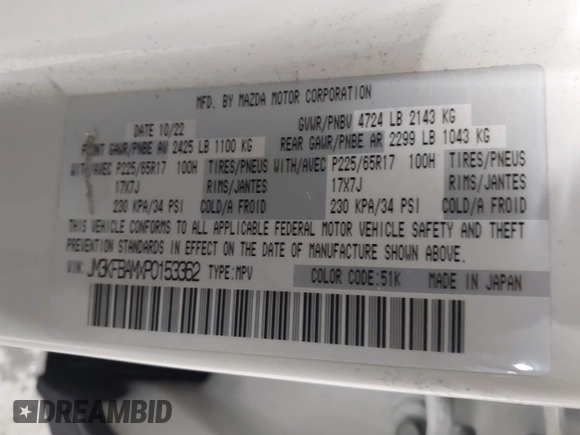 MFD. BY MAZDA MOTOR CORPORATION
DATE 10/22 GVWR/PNBV 4724 LB 2143 KG
FRONT GAWR/PNBE AV 2425 LB 1100 KG REAR GAWR/PNBE AR 2299 LB 1043 KG
WITH/AVEC P225/65R17 100H TIRES/PNEUS WITH/AVEC P225/65R17 100H TIRES/PNEUS
17X7J RIMS/JANTES 17X7J RIMS/JANTES
230 KPA/34 PSI COLD/A FROID 230 KPA/34 PSI COLD/A FROID
THIS VEHICLE CONFORMS TO ALL APPLICABLE FEDERAL MOTOR VEHICLE SAFETY AND THEFT
PREVENTION STANDARDS IN EFFECT ON THE DATE OF MANUFACTURE SHOWN ABOVE.
VIN: JM3KFBAMXP0153362 TYPE:MPV COLOR CODE:51K MADE IN JAPAN
DREAMBID